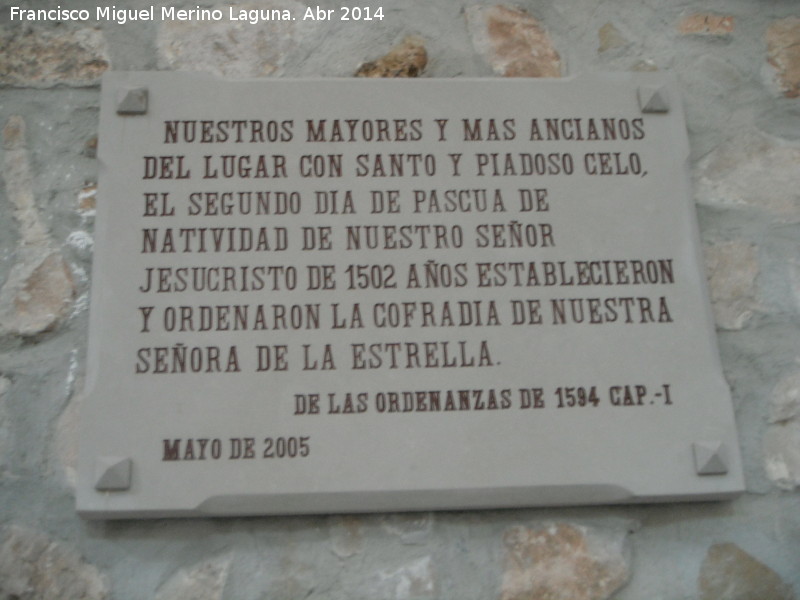 Francisco Miguel Merino Laguna. Abr 2014
NUESTROS MAYORES Y MAS ANCIANOS
DEL LUGAR CON SANTO Y PIADOSO CELO,
EL SEGUNDO DIA DE PASCUA DE
NATIVIDAD DE NUESTRO SEÑOR
JESUCRISTO DE 1502 AÑOS ESTABLECIERON
Y ORDENARON LA COFRADIA DE NUESTRA
SEÑORA DE LA ESTRELLA.
DE LAS ORDENANZAS DE 1594 CAP.-I
MAYO DE 2005